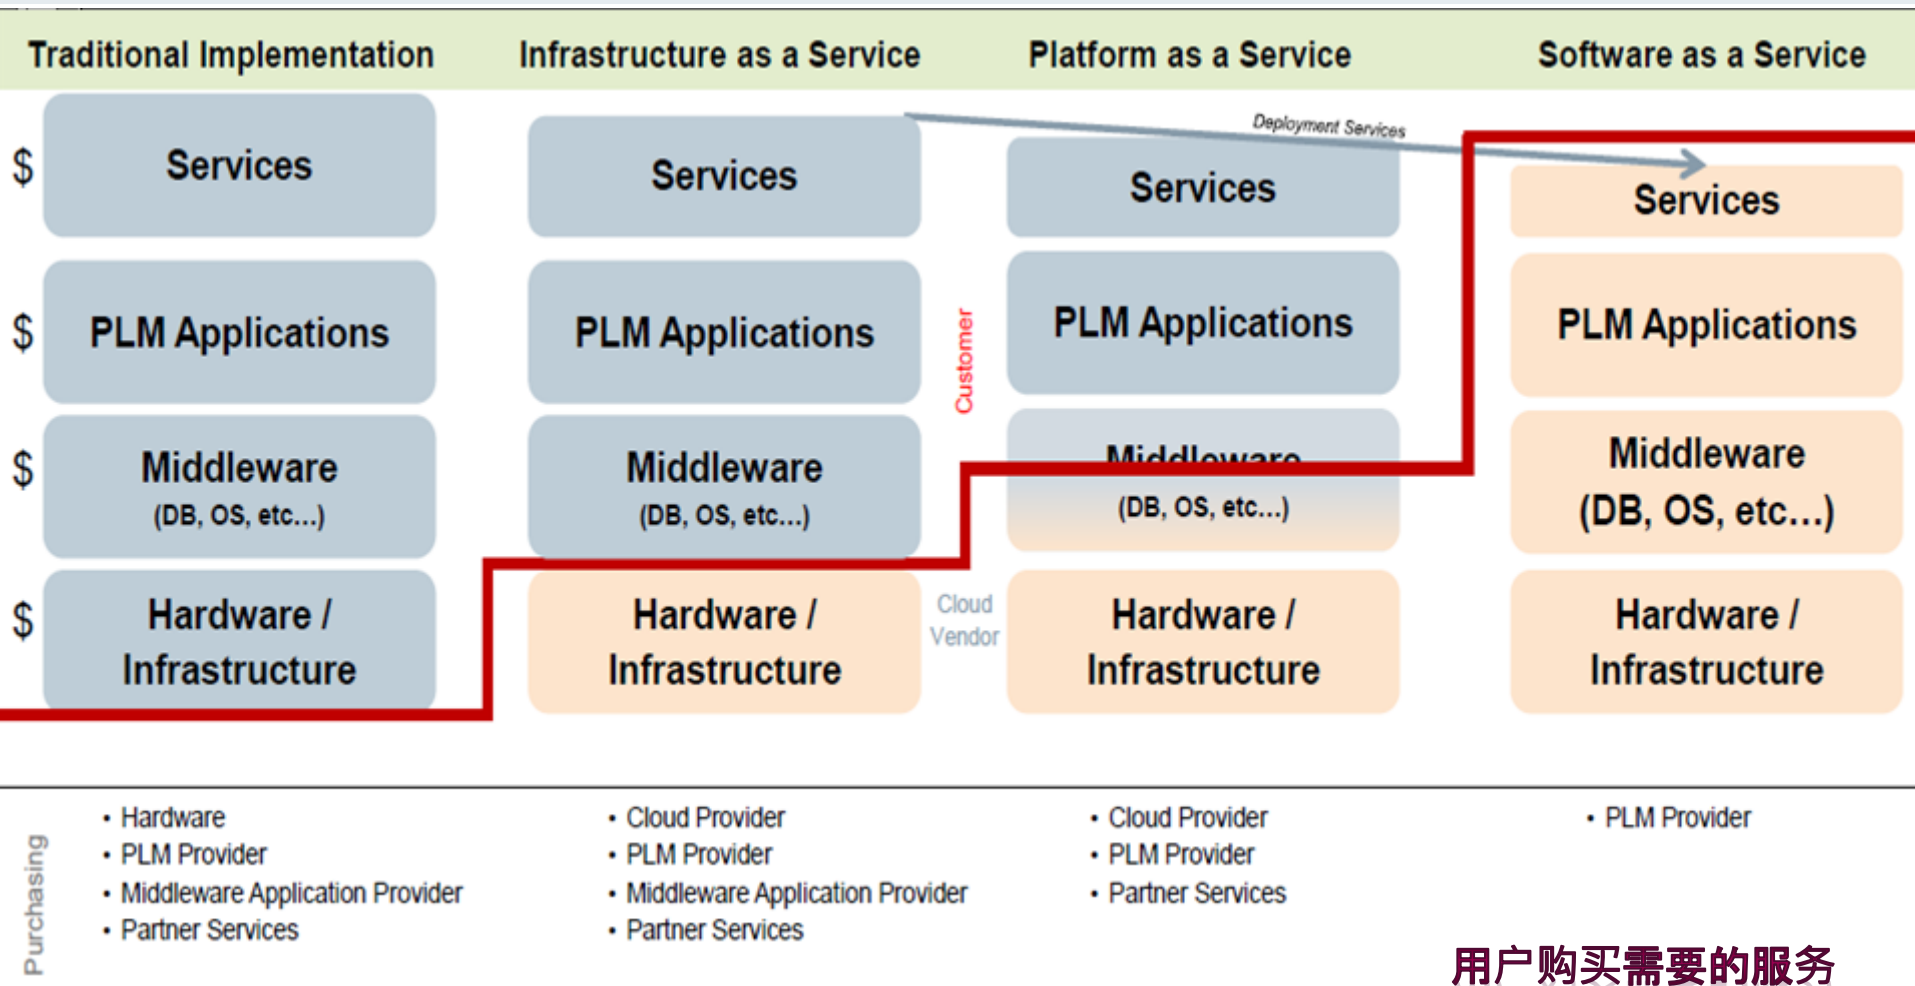 Traditional Implementation
Infrastructure as a Service
Platform as a Service
Software as a Service
Deployment Services
$
Services
Services
Services
Services
$
PLM Applications
PLM Applications
Customer
PLM Applications
PLM Applications
$
Middleware
(DB, OS, etc...)
Middleware
(DB, OS, etc...)
Middleware
(DB, OS, etc...)
Middleware
(DB, OS, etc...)
$
Hardware /
Infrastructure
Hardware /
Infrastructure
Cloud
Vendor
Hardware /
Infrastructure
Hardware /
Infrastructure
Purchasing
• Hardware
• PLM Provider
• Middleware Application Provider
• Partner Services
• Cloud Provider
• PLM Provider
• Middleware Application Provider
• Partner Services
• Cloud Provider
• PLM Provider
• Partner Services
• PLM Provider
用户购买需要的服务